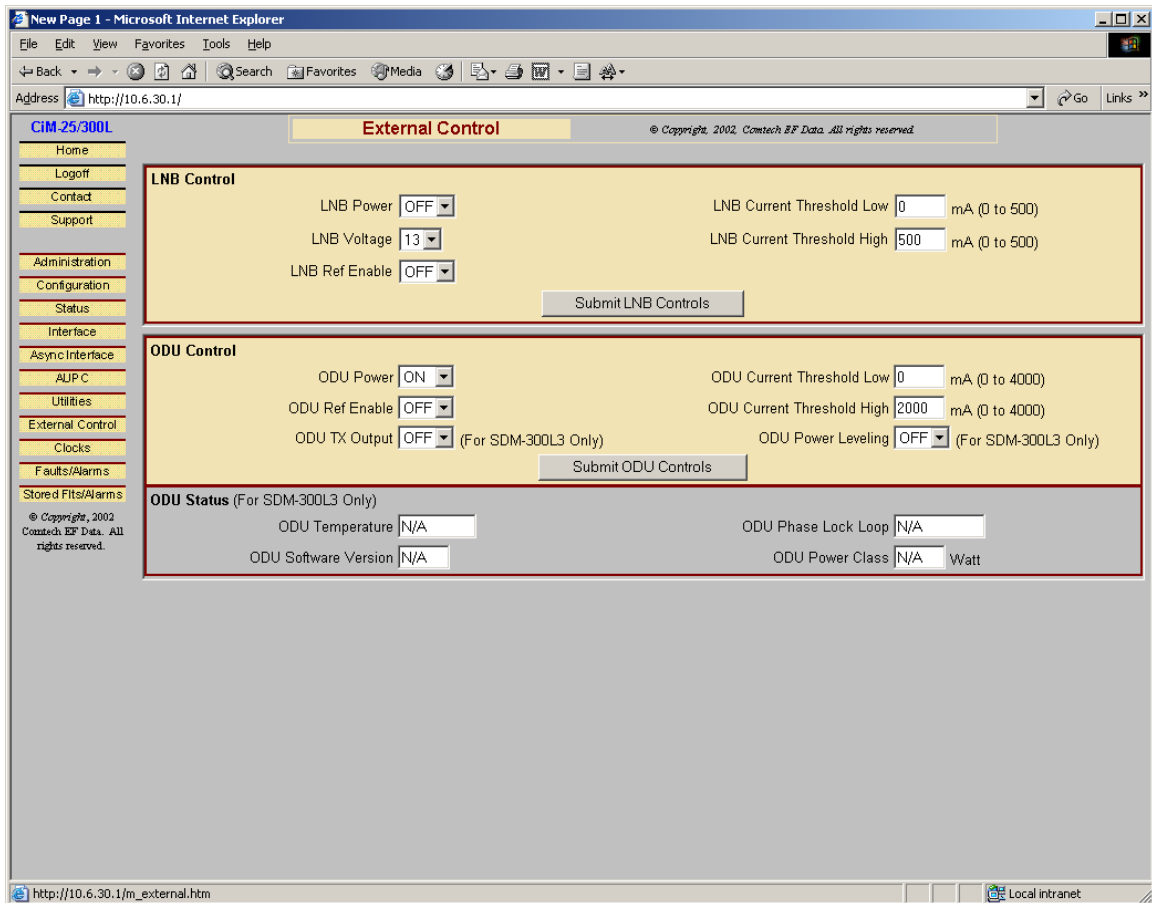 New Page 1 - Microsoft Internet Explorer
File Edit View Favorites Tools Help
Back Search Favorites Media
Address http://10.6.30.1/ Go Links »
CiM-25/300L
External Control
© Copyright, 2002, Comtech EF Data. All rights reserved.
Home
Logoff
Contact
Support
Administration
Configuration
Status
Interface
Async Interface
AUPC
Utilities
External Control
Clocks
Faults/Alarms
Stored Flts/Alarms
© Copyright, 2002
Comtech EF Data. All
rights reserved.
LNB Control
LNB Power OFF LNB Current Threshold Low 0 mA (0 to 500)
LNB Voltage 13 LNB Current Threshold High 500 mA (0 to 500)
LNB Ref Enable OFF
Submit LNB Controls
ODU Control
ODU Power ON ODU Current Threshold Low 0 mA (0 to 4000)
ODU Ref Enable OFF ODU Current Threshold High 2000 mA (0 to 4000)
ODU TX Output OFF (For SDM-300L3 Only) ODU Power Leveling OFF (For SDM-300L3 Only)
Submit ODU Controls
ODU Status (For SDM-300L3 Only)
ODU Temperature N/A ODU Phase Lock Loop N/A
ODU Software Version N/A ODU Power Class N/A Watt
http://10.6.30.1/m_external.htm Local intranet